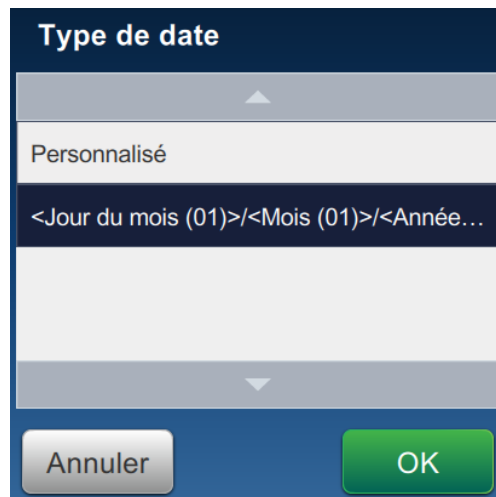 Type de date
Personnalisé
<Jour du mois (01)>/<Mois (01)>/<Année...
Annuler
OK